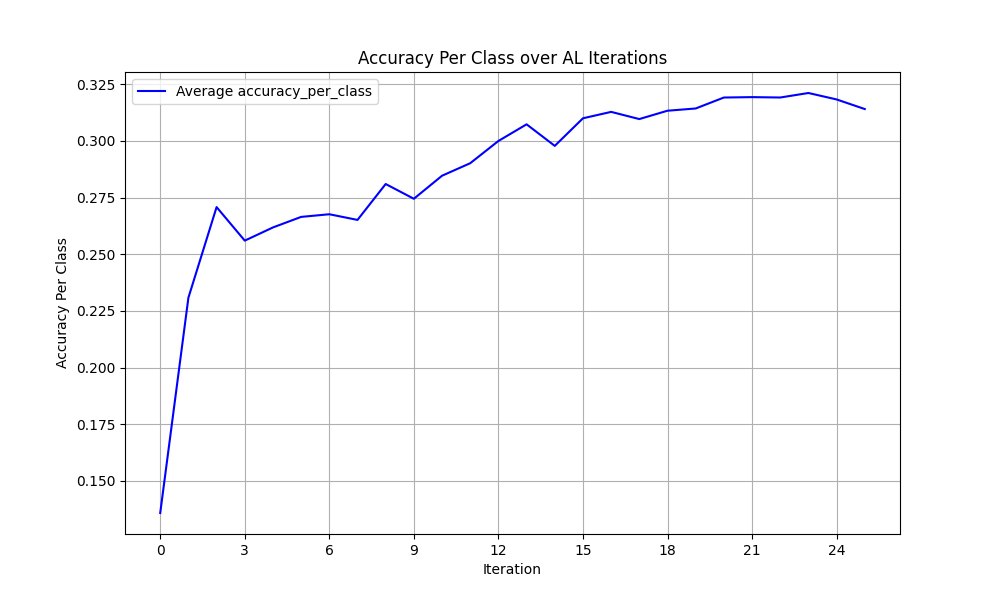 Accuracy Per Class over AL Iterations
Average accuracy_per_class
0.325
0.300
0.275
0.250
0.225
0.200
0.175
0.150
Accuracy Per Class
0 3 6 9 12 15 18 21 24
Iteration